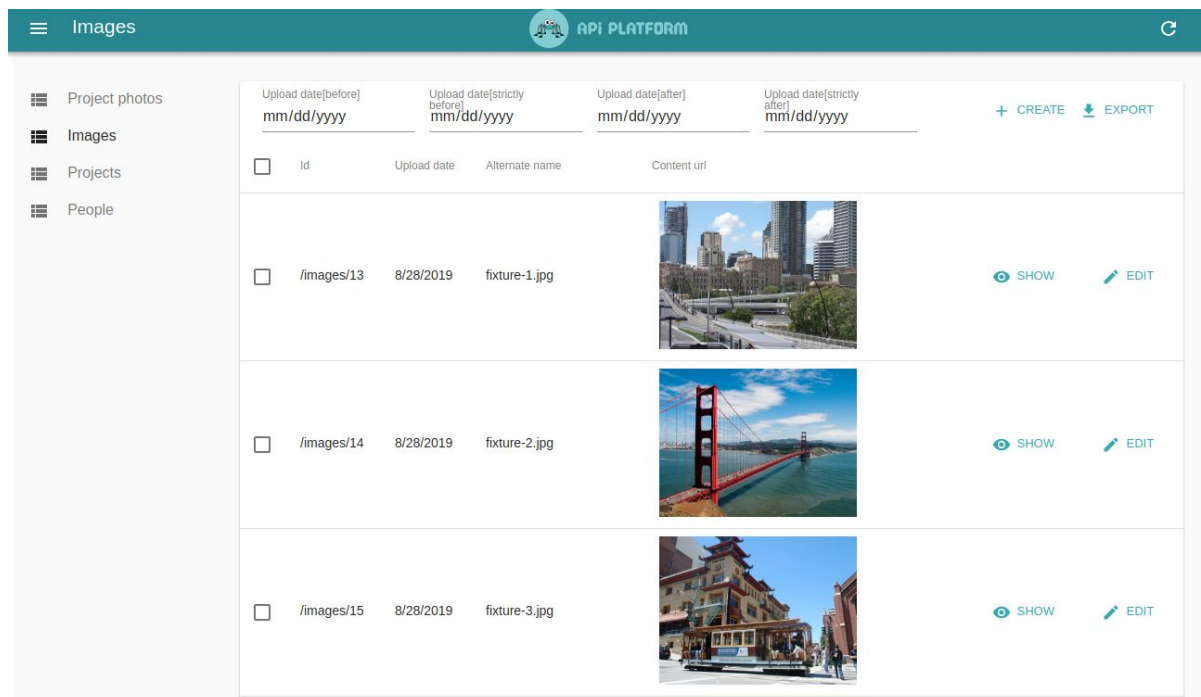 Images
API PLATFORM
Project photos
Images
Projects
People
Upload date[before]
mm/dd/yyyy
Upload date[strictly
before]
mm/dd/yyyy
Upload date[after]
mm/dd/yyyy
Upload date[strictly
after]
mm/dd/yyyy
CREATE
EXPORT
Id Upload date Alternate name Content url
/images/13 8/28/2019 fixture-1.jpg SHOW EDIT
/images/14 8/28/2019 fixture-2.jpg SHOW EDIT
/images/15 8/28/2019 fixture-3.jpg SHOW EDIT